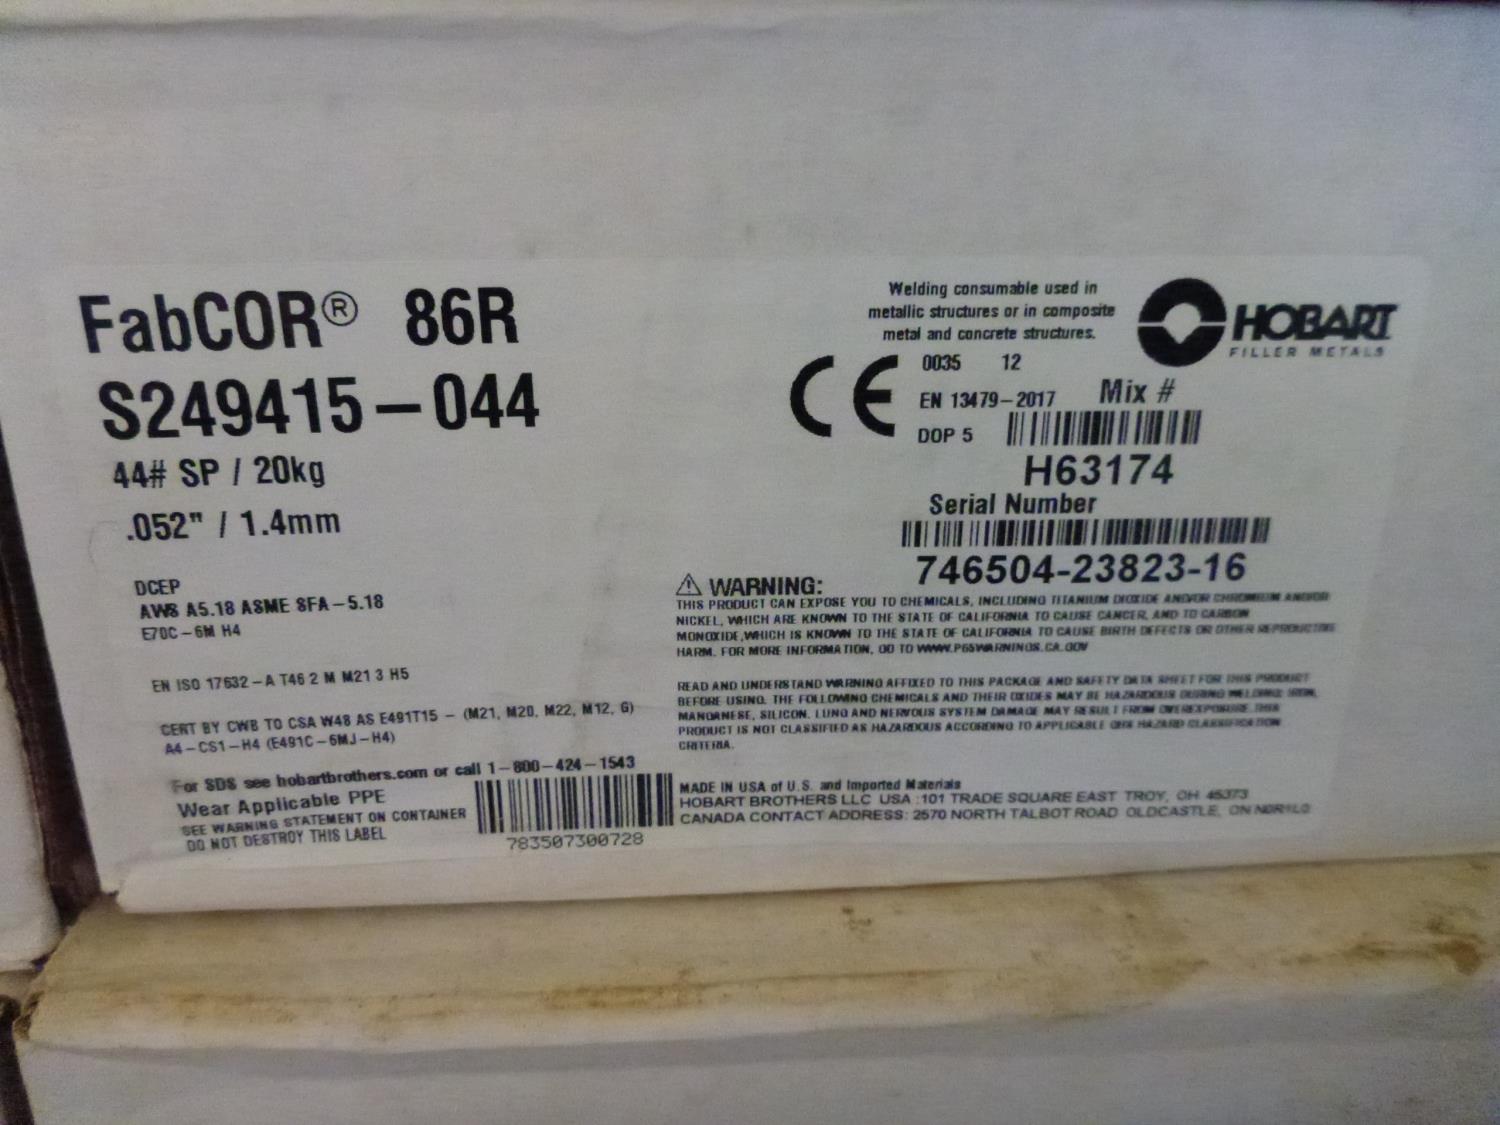 FabCOR® 86R
S249415-044
44# SP / 20kg
.052" / 1.4mm
DCEP
AWS A5.18 ASME SFA-5.18
E70C-6M H4
EN ISO 17632-A T46 2 M M21 3 H5
CERT BY CWB TO CSA W48 AS E491T15 - (M21, M20, M22, M12, G)
A4-CS1-H4 (E491C-6MJ-H4)
For SDS see hobartbrothers.com or call 1-800-424-1543
Wear Applicable PPE
SEE WARNING STATEMENT ON CONTAINER
DO NOT DESTROY THIS LABEL
783507300728
Welding consumable used in
metallic structures or in composite
metal and concrete structures.
CE
0035 12
EN 13479-2017
DOP 5
HOBART
FILLER METALS
Mix #
H63174
Serial Number
746504-23823-16
⚠ WARNING:
THIS PRODUCT CAN EXPOSE YOU TO CHEMICALS, INCLUDING TITANIUM DIOXIDE AND/OR CHROMIUM AND/OR
NICKEL, WHICH ARE KNOWN TO THE STATE OF CALIFORNIA TO CAUSE CANCER, AND TO CARBON
MONOXIDE, WHICH IS KNOWN TO THE STATE OF CALIFORNIA TO CAUSE BIRTH DEFECTS OR OTHER REPRODUCTIVE
HARM. FOR MORE INFORMATION, GO TO WWW.P65WARNINGS.CA.GOV
READ AND UNDERSTAND WARNING AFFIXED TO THIS PACKAGE AND SAFETY DATA SHEET FOR THIS PRODUCT
BEFORE USING. THE FOLLOWING CHEMICALS AND THEIR OXIDES MAY BE HAZARDOUS DURING WELDING: IRON,
MANGANESE, SILICON. LUNG AND NERVOUS SYSTEM DAMAGE MAY RESULT FROM OVEREXPOSURE. THIS
PRODUCT IS NOT CLASSIFIED AS HAZARDOUS ACCORDING TO APPLICABLE GHS HAZARD CLASSIFICATION
CRITERIA.
MADE IN USA of U.S. and Imported Materials
HOBART BROTHERS LLC USA :101 TRADE SQUARE EAST TROY, OH 45373
CANADA CONTACT ADDRESS: 2570 NORTH TALBOT ROAD OLDCASTLE, ON N0R1L0